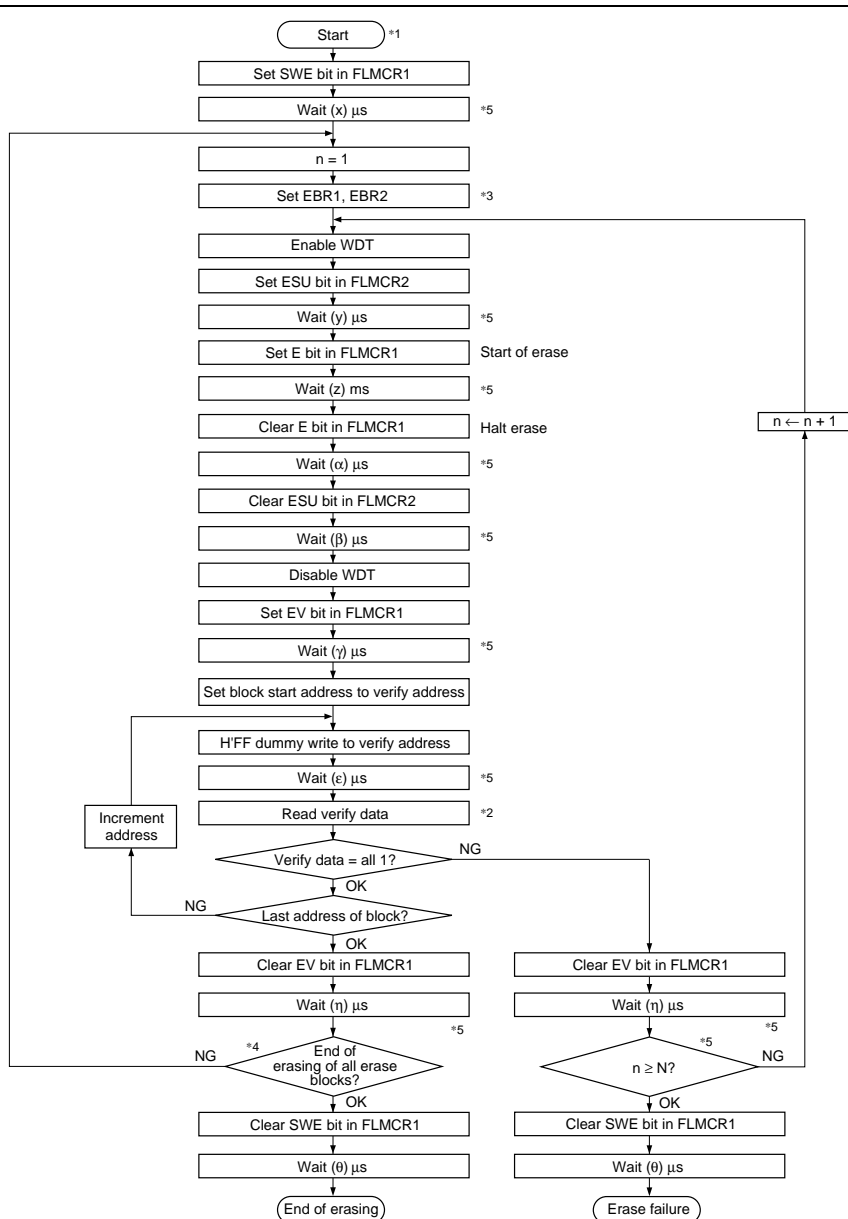 Start *1
Set SWE bit in FLMCR1
Wait (x) μs *5
n = 1
Set EBR1, EBR2 *3
Enable WDT
Set ESU bit in FLMCR2
Wait (y) μs *5
Set E bit in FLMCR1 Start of erase
Wait (z) ms *5
n ← n + 1
Clear E bit in FLMCR1 Halt erase
Wait (α) μs *5
Clear ESU bit in FLMCR2
Wait (β) μs *5
Disable WDT
Set EV bit in FLMCR1
Wait (γ) μs *5
Set block start address to verify address
H'FF dummy write to verify address
Wait (ε) μs *5
Increment
address
Read verify data *2
Verify data = all 1? NG
OK
NG Last address of block?
OK
Clear EV bit in FLMCR1
Wait (η) μs
*5
NG *4
End of
erasing of all erase
blocks?
OK
Clear SWE bit in FLMCR1
Wait (θ) μs
End of erasing
Clear EV bit in FLMCR1
Wait (η) μs
*5
*5
n ≥ N? NG
OK
Clear SWE bit in FLMCR1
Wait (θ) μs
Erase failure